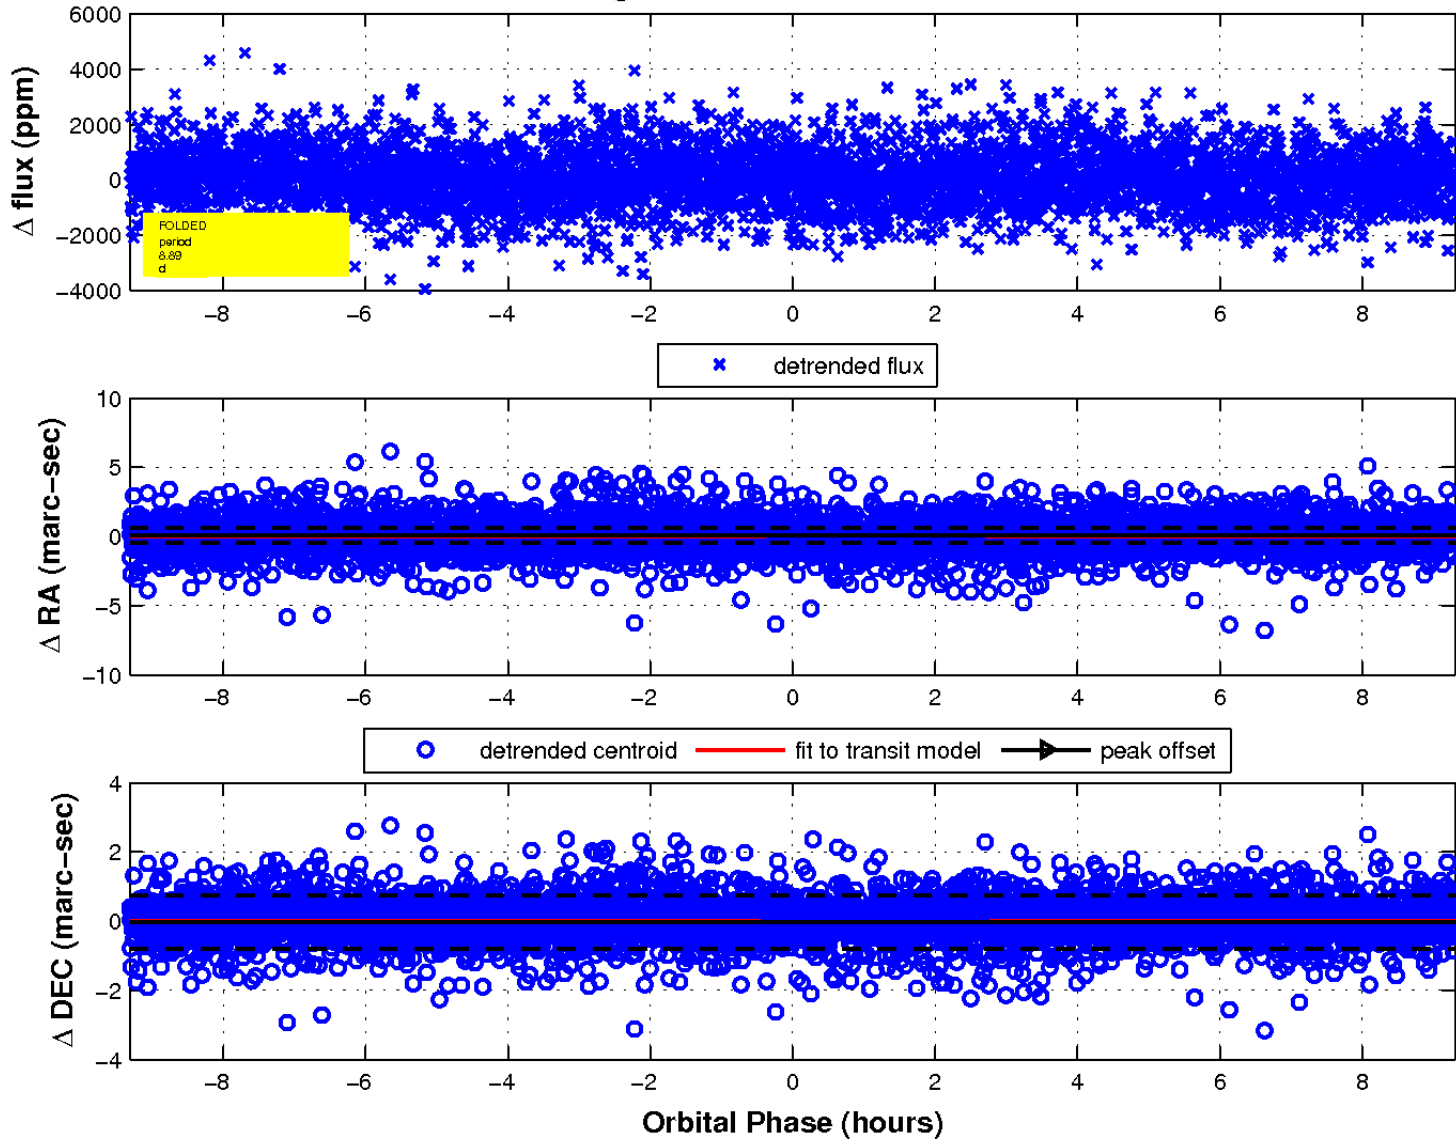 6000
4000
2000
0
−2000
−4000
Δ flux (ppm)
FOLDED
period
8.89
d
−8 −6 −4 −2 0 2 4 6 8
detrended flux
10
5
0
−5
−10
Δ RA (marc−sec)
−8 −6 −4 −2 0 2 4 6 8
detrended centroid fit to transit model peak offset
4
2
0
−2
−4
Δ DEC (marc−sec)
−8 −6 −4 −2 0 2 4 6 8
Orbital Phase (hours)